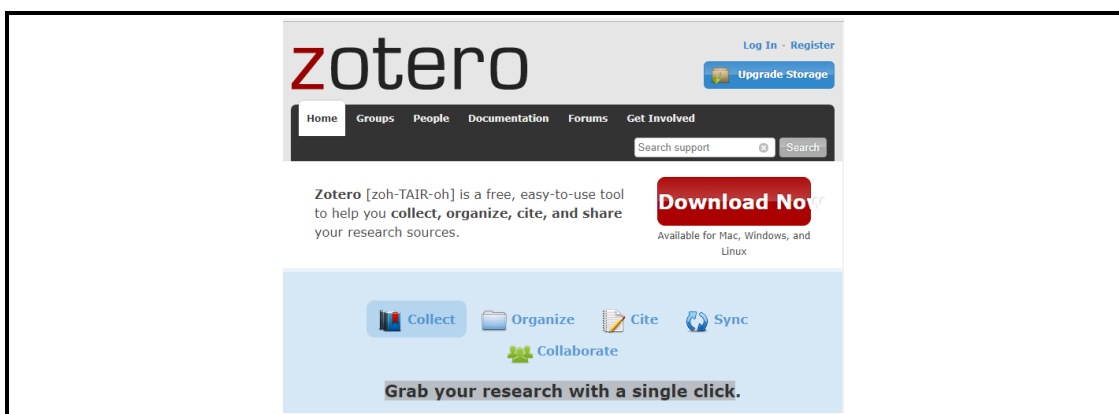 zotero
Log In · Register
Upgrade Storage
Home Groups People Documentation Forums Get Involved
Search support Search
Zotero [zoh-TAIR-oh] is a free, easy-to-use tool
to help you collect, organize, cite, and share
your research sources.
Download Now
Available for Mac, Windows, and
Linux
Collect Organize Cite Sync
Collaborate
Grab your research with a single click.